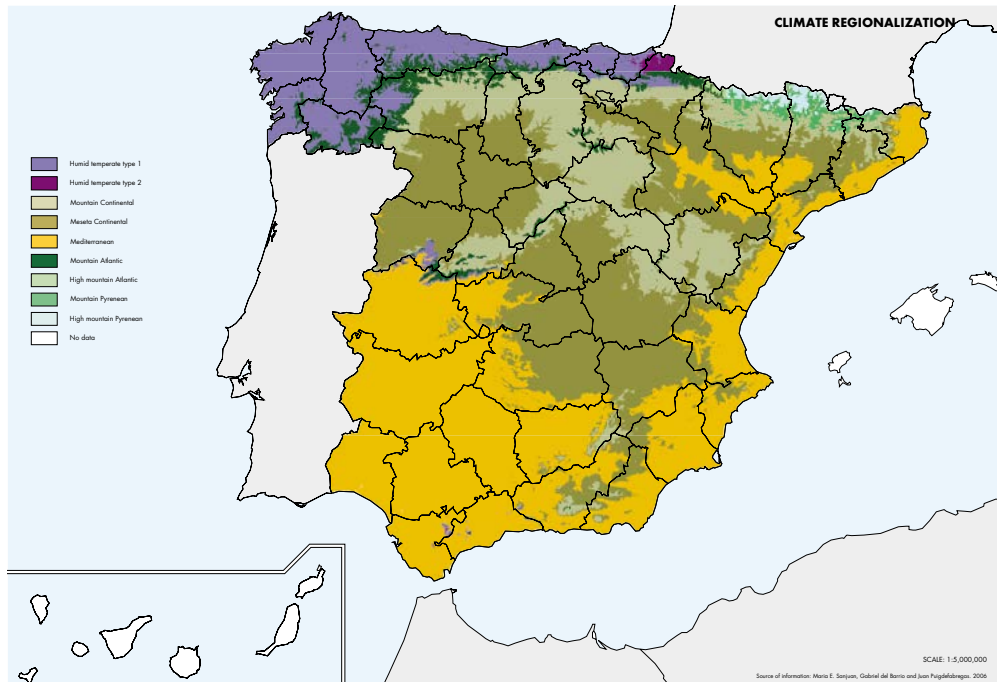 CLIMATE REGIONALIZATION
Humid temperate type 1
Humid temperate type 2
Mountain Continental
Meseta Continental
Mediterranean
Mountain Atlantic
High mountain Atlantic
Mountain Pyrenean
High mountain Pyrenean
No data
SCALE: 1:5,000,000
Source of information: Maria E. Sanjuan, Gabriel del Barrio and Juan Puigdefabregas. 2006